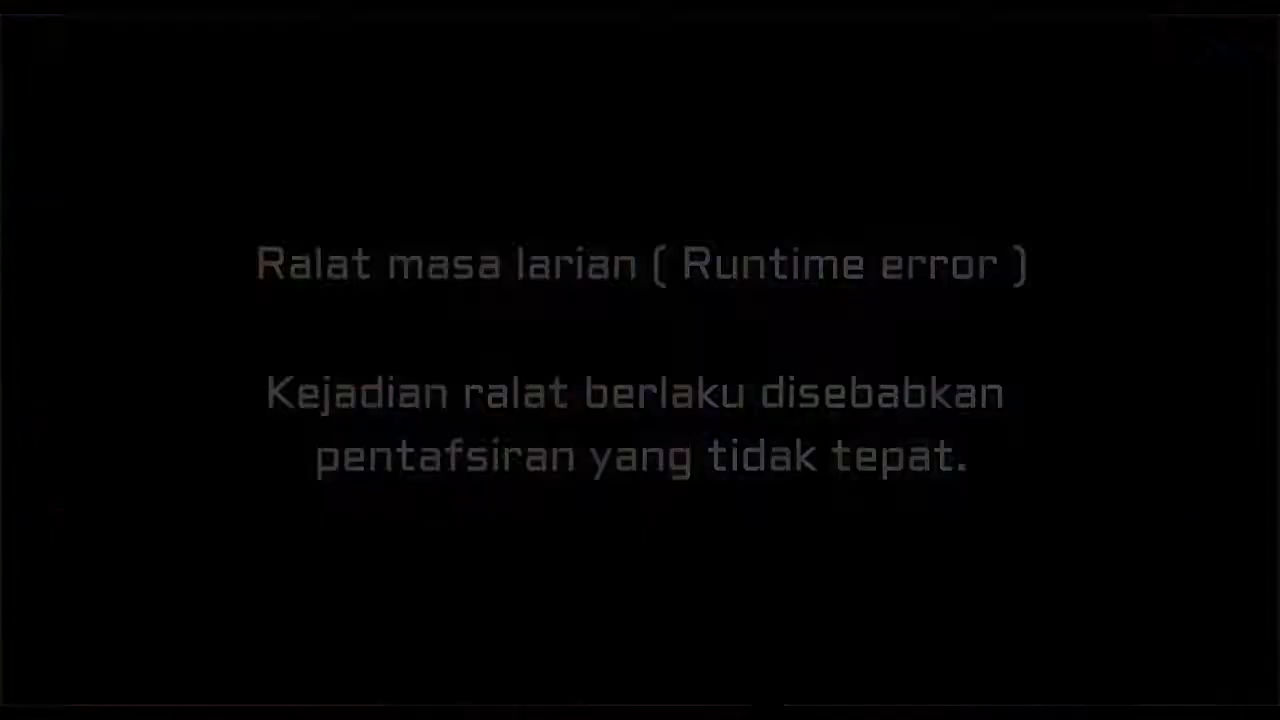 Ralat masa larian ( Runtime error )
Kejadian ralat berlaku disebabkan
pentafsiran yang tidak tepat.